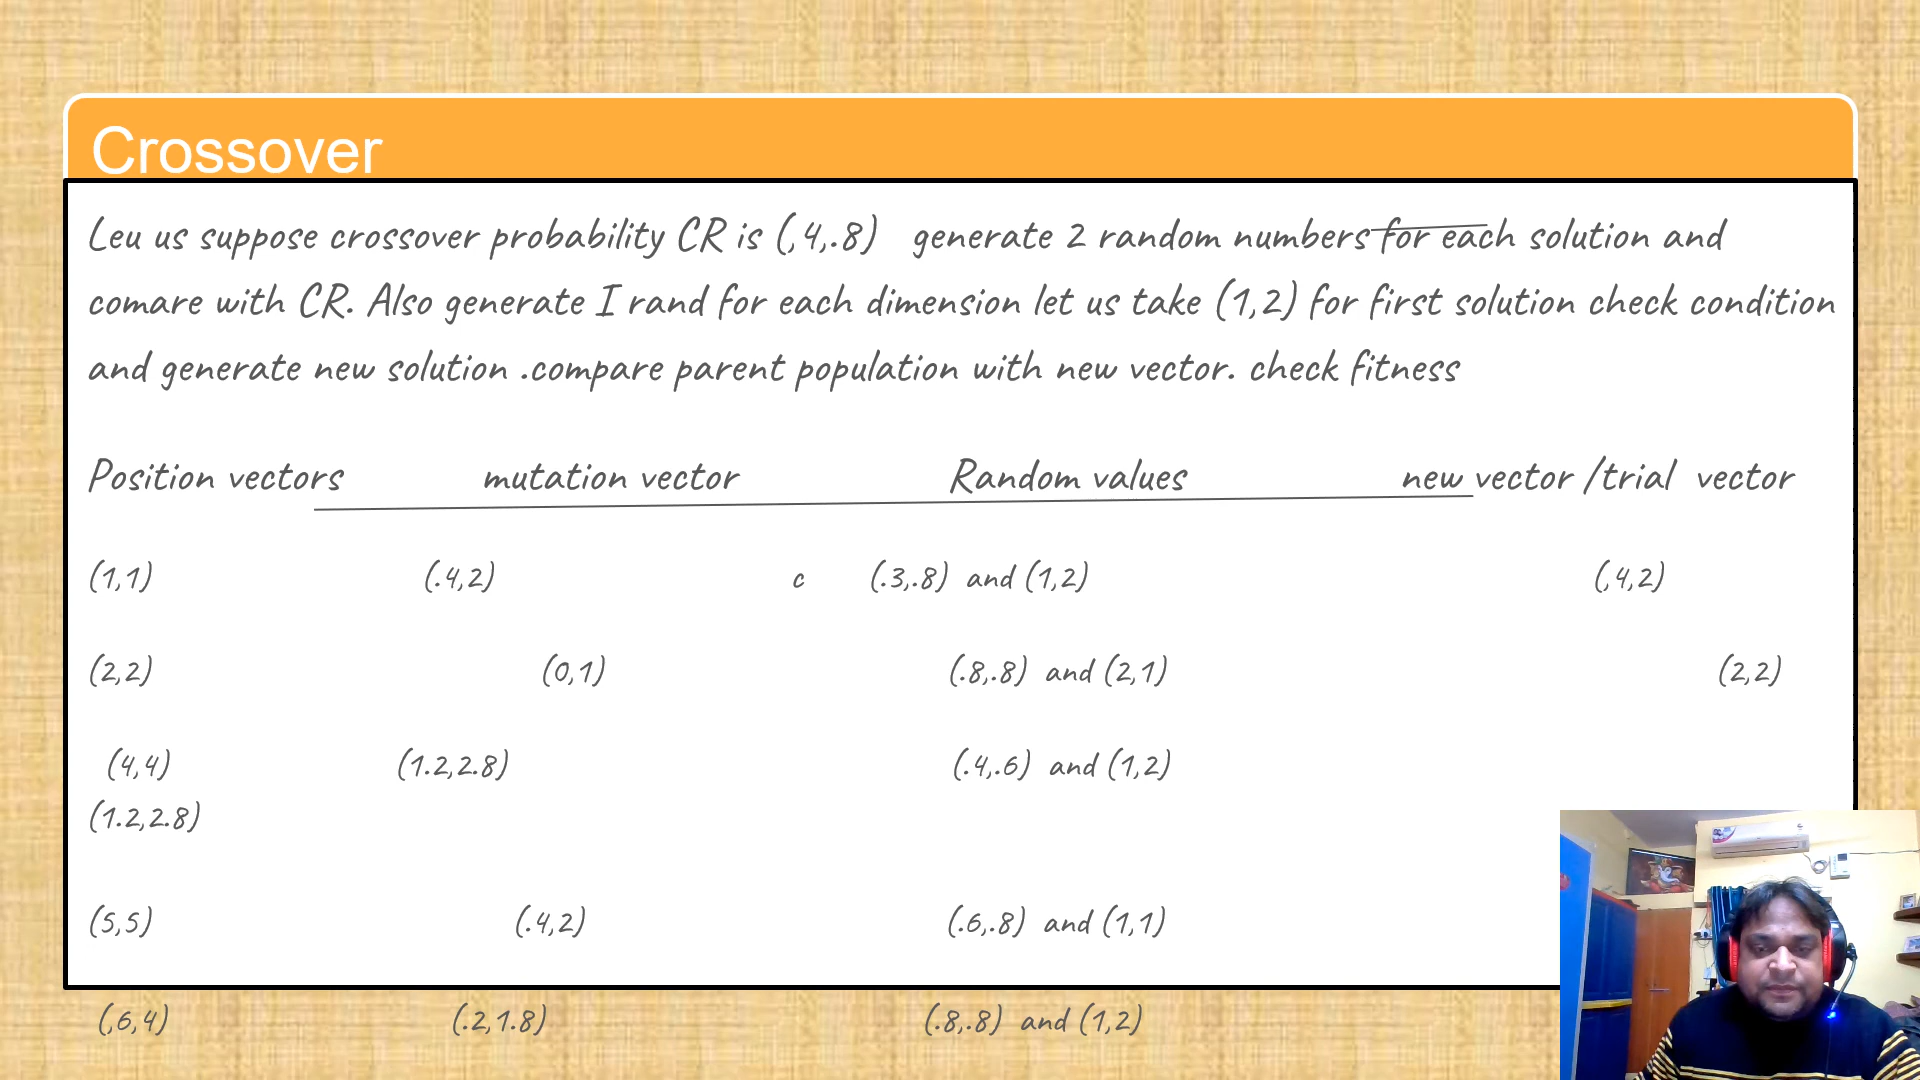 Crossover
Leu us suppose crossover probability CR is (,4,.8) generate 2 random numbers for each solution and
comare with CR. Also generate I rand for each dimension let us take (1,2) for first solution check condition
and generate new solution .compare parent population with new vector. check fitness
Position vectors mutation vector Random values new vector /trial vector
(1,1) (.4,2) c (.3,.8) and (1,2) (,4,2)
(2,2) (0,1) (.8,.8) and (2,1) (2,2)
(4,4) (1.2,2.8) (.4,.6) and (1,2)
(1.2,2.8)
(5,5) (.4,2) (.6,.8) and (1,1)
(,6,4) (.2,1.8) (.8,.8) and (1,2)